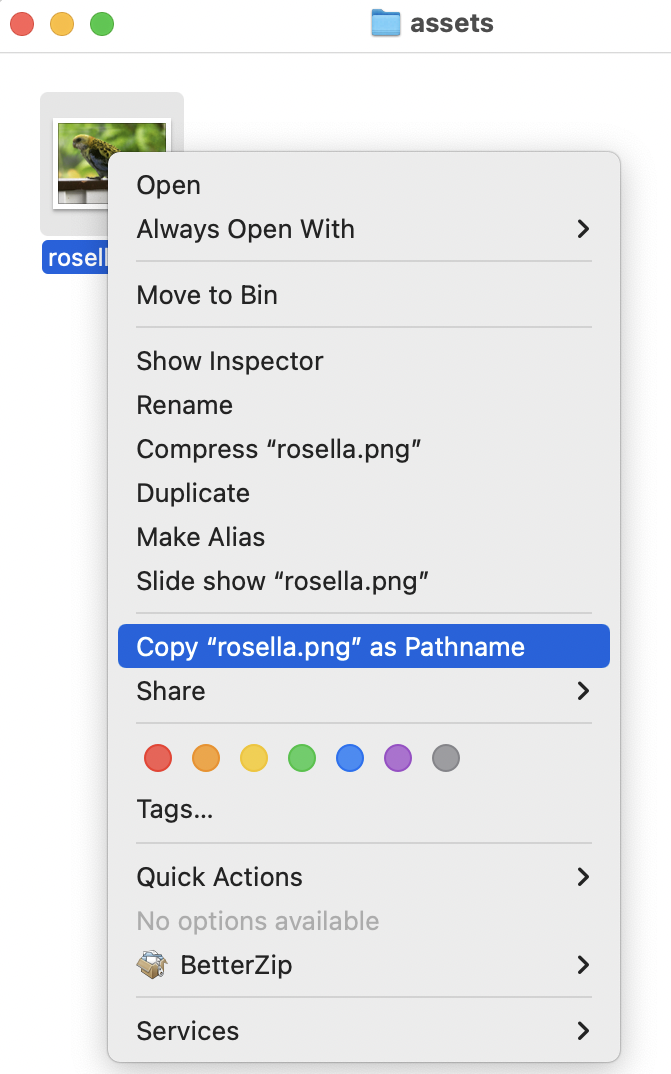 assets
rosell
Open
Always Open With
Move to Bin
Show Inspector
Rename
Compress “rosella.png”
Duplicate
Make Alias
Slide show “rosella.png”
Copy “rosella.png” as Pathname
Share
Tags...
Quick Actions
No options available
BetterZip
Services